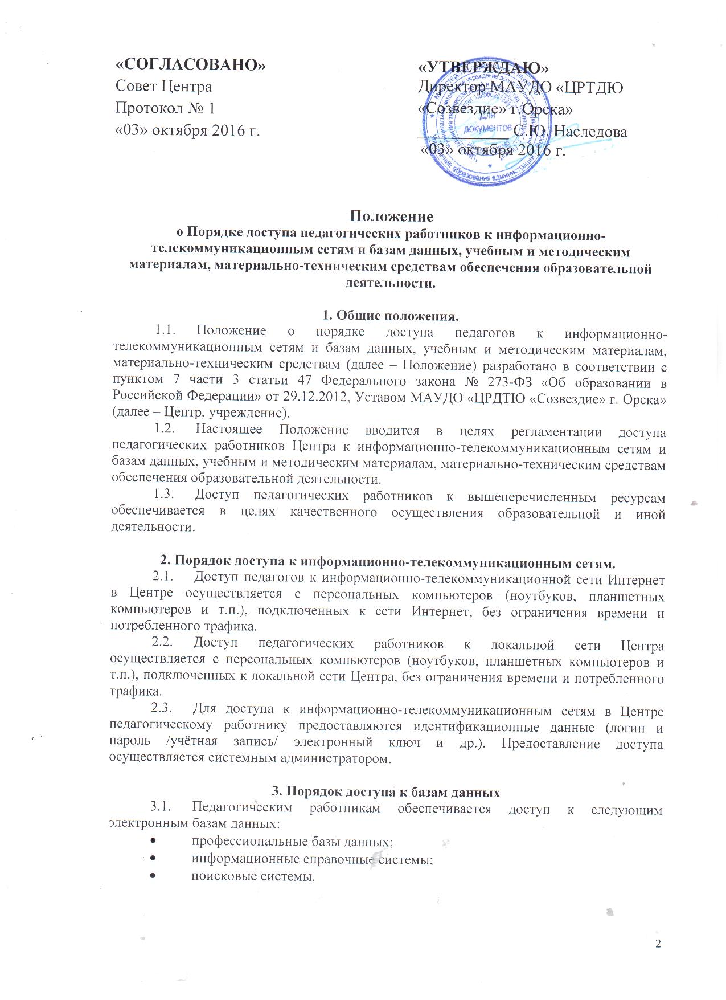 «СОГЛАСОВАНО»
Совет Центра
Протокол № 1
«03» октября 2016 г.
«УТВЕРЖДАЮ»
Директор МАУДО «ЦРТДЮ
«Созвездие» г.Орска»
____________ С.Ю. Наследова
«03» октября 2016 г.
Для
документов
Управление образования администрации
Положение
о Порядке доступа педагогических работников к информационно-
телекоммуникационным сетям и базам данных, учебным и методическим
материалам, материально-техническим средствам обеспечения образовательной
деятельности.
1. Общие положения.
1.1. Положение о порядке доступа педагогов к информационно-
телекоммуникационным сетям и базам данных, учебным и методическим материалам,
материально-техническим средствам (далее – Положение) разработано в соответствии с
пунктом 7 части 3 статьи 47 Федерального закона № 273-ФЗ «Об образовании в
Российской Федерации» от 29.12.2012, Уставом МАУДО «ЦРДТЮ «Созвездие» г. Орска»
(далее – Центр, учреждение).
1.2. Настоящее Положение вводится в целях регламентации доступа
педагогических работников Центра к информационно-телекоммуникационным сетям и
базам данных, учебным и методическим материалам, материально-техническим средствам
обеспечения образовательной деятельности.
1.3. Доступ педагогических работников к вышеперечисленным ресурсам
обеспечивается в целях качественного осуществления образовательной и иной
деятельности.
2. Порядок доступа к информационно-телекоммуникационным сетям.
2.1. Доступ педагогов к информационно-телекоммуникационной сети Интернет
в Центре осуществляется с персональных компьютеров (ноутбуков, планшетных
компьютеров и т.п.), подключенных к сети Интернет, без ограничения времени и
потребленного трафика.
2.2. Доступ педагогических работников к локальной сети Центра
осуществляется с персональных компьютеров (ноутбуков, планшетных компьютеров и
т.п.), подключенных к локальной сети Центра, без ограничения времени и потребленного
трафика.
2.3. Для доступа к информационно-телекоммуникационным сетям в Центре
педагогическому работнику предоставляются идентификационные данные (логин и
пароль /учётная запись/ электронный ключ и др.). Предоставление доступа
осуществляется системным администратором.
3. Порядок доступа к базам данных
3.1. Педагогическим работникам обеспечивается доступ к следующим
электронным базам данных:
• профессиональные базы данных;
• информационные справочные системы;
• поисковые системы.
2